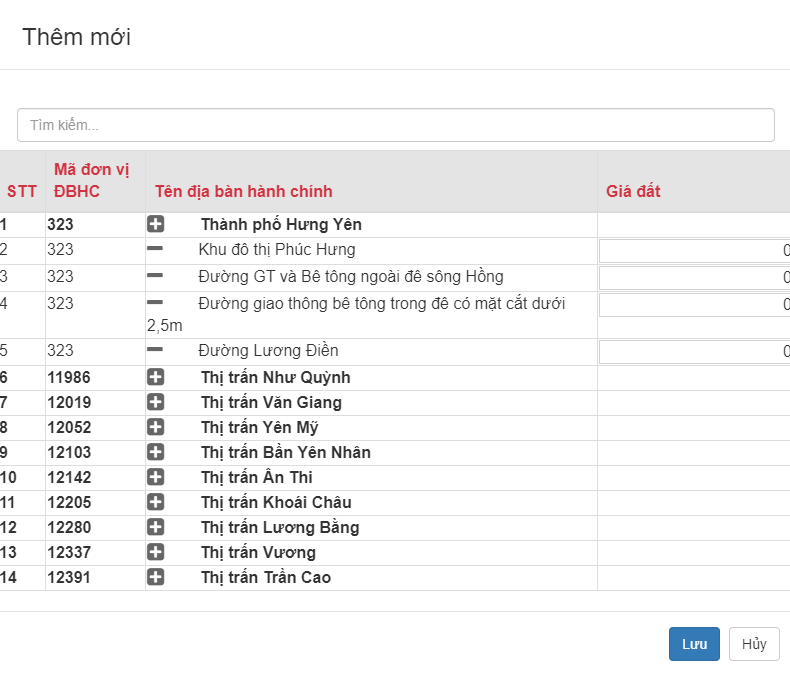 Thêm mới
Tìm kiếm...
STT Mã đơn vị ĐBHC Tên địa bàn hành chính Giá đất
1 323 Thành phố Hưng Yên
2 323 Khu đô thị Phúc Hưng 0
3 323 Đường GT và Bê tông ngoài đê sông Hồng 0
4 323 Đường giao thông bê tông trong đê có mặt cắt dưới 0
2,5m
5 323 Đường Lương Điền 0
6 11986 Thị trấn Như Quỳnh
7 12019 Thị trấn Văn Giang
8 12052 Thị trấn Yên Mỹ
9 12103 Thị trấn Bần Yên Nhân
10 12142 Thị trấn Ân Thi
11 12205 Thị trấn Khoái Châu
12 12280 Thị trấn Lương Bằng
13 12337 Thị trấn Vương
14 12391 Thị trấn Trần Cao
Lưu Hủy